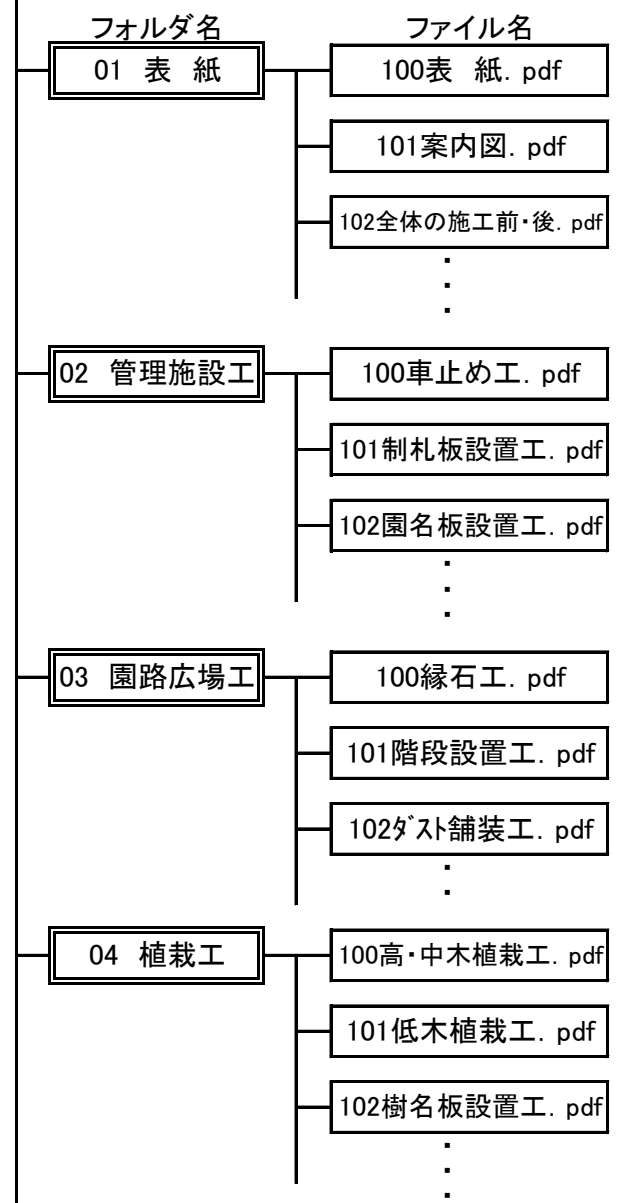 フォルダ名　ファイル名
01 表 紙　100表 紙. pdf
101案内図. pdf
102全体の施工前・後. pdf
・
・
・
02 管理施設工　100車止め工. pdf
101制札板設置工. pdf
102園名板設置工. pdf
・
・
・
03 園路広場工　100縁石工. pdf
101階段設置工. pdf
102ﾀﾞｽﾄ舗装工. pdf
・
・
04 植栽工　100高・中木植栽工. pdf
101低木植栽工. pdf
102樹名板設置工. pdf
・
・
・